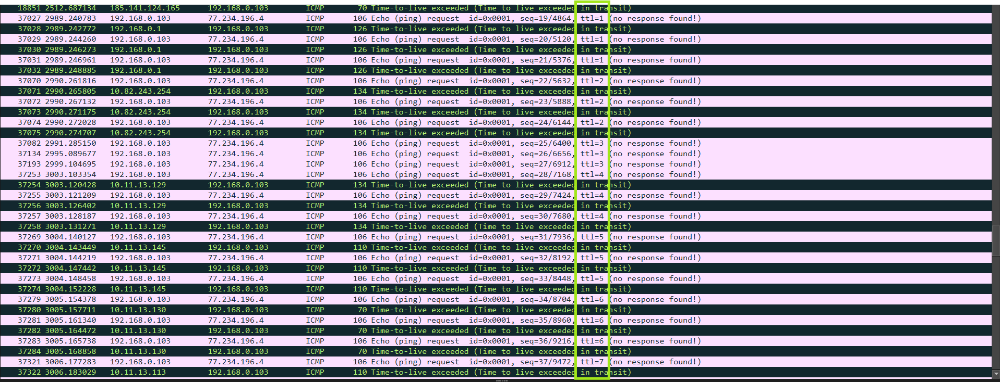 18851 2512.687134 185.141.124.165 192.168.0.103 ICMP 70 Time-to-live exceeded (Time to live exceeded in transit)
37027 2989.240783 192.168.0.103 77.234.196.4 ICMP 106 Echo (ping) request id=0x0001, seq=19/4864, ttl=1 (no response found!)
37028 2989.242772 192.168.0.1 192.168.0.103 ICMP 126 Time-to-live exceeded (Time to live exceeded in transit)
37029 2989.244260 192.168.0.103 77.234.196.4 ICMP 106 Echo (ping) request id=0x0001, seq=20/5120, ttl=1 (no response found!)
37030 2989.246273 192.168.0.1 192.168.0.103 ICMP 126 Time-to-live exceeded (Time to live exceeded in transit)
37031 2989.246961 192.168.0.103 77.234.196.4 ICMP 106 Echo (ping) request id=0x0001, seq=21/5376, ttl=1 (no response found!)
37032 2989.248885 192.168.0.1 192.168.0.103 ICMP 126 Time-to-live exceeded (Time to live exceeded in transit)
37070 2990.261816 192.168.0.103 77.234.196.4 ICMP 106 Echo (ping) request id=0x0001, seq=22/5632, ttl=2 (no response found!)
37071 2990.265805 10.82.243.254 192.168.0.103 ICMP 134 Time-to-live exceeded (Time to live exceeded in transit)
37072 2990.267132 192.168.0.103 77.234.196.4 ICMP 106 Echo (ping) request id=0x0001, seq=23/5888, ttl=2 (no response found!)
37073 2990.271175 10.82.243.254 192.168.0.103 ICMP 134 Time-to-live exceeded (Time to live exceeded in transit)
37074 2990.272028 192.168.0.103 77.234.196.4 ICMP 106 Echo (ping) request id=0x0001, seq=24/6144, ttl=2 (no response found!)
37075 2990.274707 10.82.243.254 192.168.0.103 ICMP 134 Time-to-live exceeded (Time to live exceeded in transit)
37082 2991.285150 192.168.0.103 77.234.196.4 ICMP 106 Echo (ping) request id=0x0001, seq=25/6400, ttl=3 (no response found!)
37134 2995.089677 192.168.0.103 77.234.196.4 ICMP 106 Echo (ping) request id=0x0001, seq=26/6656, ttl=3 (no response found!)
37193 2999.104695 192.168.0.103 77.234.196.4 ICMP 106 Echo (ping) request id=0x0001, seq=27/6912, ttl=3 (no response found!)
37253 3003.103354 192.168.0.103 77.234.196.4 ICMP 106 Echo (ping) request id=0x0001, seq=28/7168, ttl=4 (no response found!)
37254 3003.120428 10.11.13.129 192.168.0.103 ICMP 134 Time-to-live exceeded (Time to live exceeded in transit)
37255 3003.121209 192.168.0.103 77.234.196.4 ICMP 106 Echo (ping) request id=0x0001, seq=29/7424, ttl=4 (no response found!)
37256 3003.126402 10.11.13.129 192.168.0.103 ICMP 134 Time-to-live exceeded (Time to live exceeded in transit)
37257 3003.128187 192.168.0.103 77.234.196.4 ICMP 106 Echo (ping) request id=0x0001, seq=30/7680, ttl=4 (no response found!)
37258 3003.131271 10.11.13.129 192.168.0.103 ICMP 134 Time-to-live exceeded (Time to live exceeded in transit)
37269 3004.140127 192.168.0.103 77.234.196.4 ICMP 106 Echo (ping) request id=0x0001, seq=31/7936, ttl=5 (no response found!)
37270 3004.143449 10.11.13.145 192.168.0.103 ICMP 110 Time-to-live exceeded (Time to live exceeded in transit)
37271 3004.144219 192.168.0.103 77.234.196.4 ICMP 106 Echo (ping) request id=0x0001, seq=32/8192, ttl=5 (no response found!)
37272 3004.147442 10.11.13.145 192.168.0.103 ICMP 110 Time-to-live exceeded (Time to live exceeded in transit)
37273 3004.148458 192.168.0.103 77.234.196.4 ICMP 106 Echo (ping) request id=0x0001, seq=33/8448, ttl=5 (no response found!)
37274 3004.152228 10.11.13.145 192.168.0.103 ICMP 110 Time-to-live exceeded (Time to live exceeded in transit)
37279 3005.154378 192.168.0.103 77.234.196.4 ICMP 106 Echo (ping) request id=0x0001, seq=34/8704, ttl=6 (no response found!)
37280 3005.157711 10.11.13.130 192.168.0.103 ICMP 70 Time-to-live exceeded (Time to live exceeded in transit)
37281 3005.161340 192.168.0.103 77.234.196.4 ICMP 106 Echo (ping) request id=0x0001, seq=35/8960, ttl=6 (no response found!)
37282 3005.164472 10.11.13.130 192.168.0.103 ICMP 70 Time-to-live exceeded (Time to live exceeded in transit)
37283 3005.165738 192.168.0.103 77.234.196.4 ICMP 106 Echo (ping) request id=0x0001, seq=36/9216, ttl=6 (no response found!)
37284 3005.168858 10.11.13.130 192.168.0.103 ICMP 70 Time-to-live exceeded (Time to live exceeded in transit)
37321 3006.177283 192.168.0.103 77.234.196.4 ICMP 106 Echo (ping) request id=0x0001, seq=37/9472, ttl=7 (no response found!)
37322 3006.183029 10.11.13.113 192.168.0.103 ICMP 110 Time-to-live exceeded (Time to live exceeded in transit)